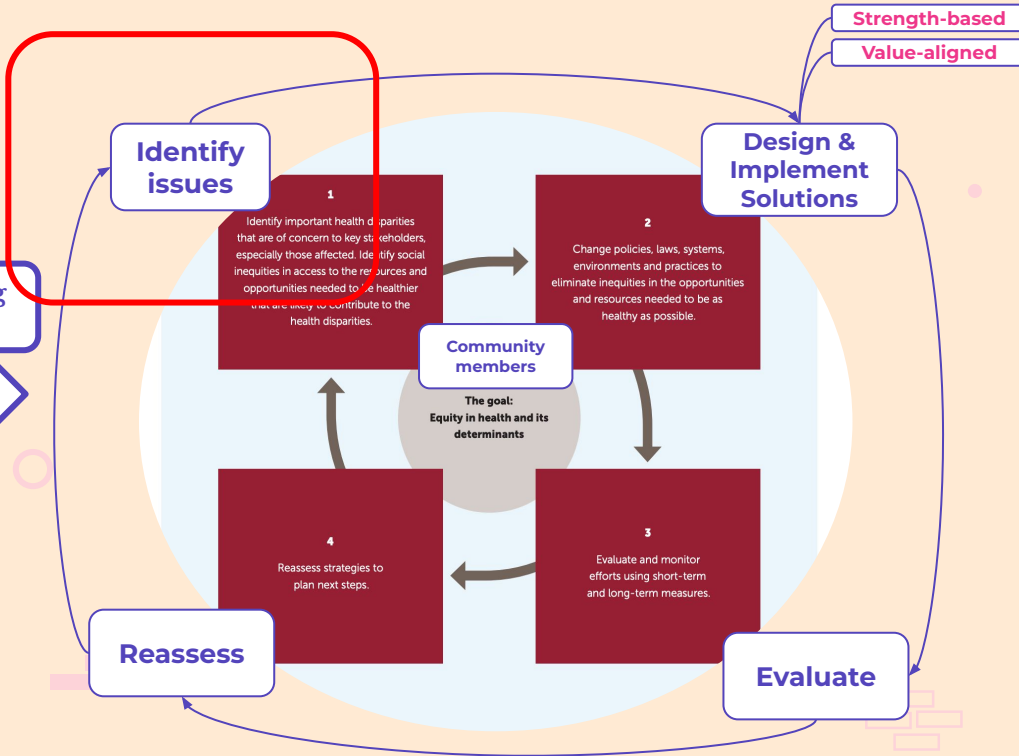 Strength-based
Value-aligned
Identify
issues
Design &
Implement
Solutions
1
Identify important health disparities
that are of concern to key stakeholders,
especially those affected. Identify social
inequities in access to the resources and
opportunities needed to be healthier
that are likely to contribute to the
health disparities.
2
Change policies, laws, systems,
environments and practices to
eliminate inequities in the opportunities
and resources needed to be as
healthy as possible.
g
Community
members
The goal:
Equity in health and its
determinants
4
Reassess strategies to
plan next steps.
3
Evaluate and monitor
efforts using short-term
and long-term measures.
Reassess
Evaluate